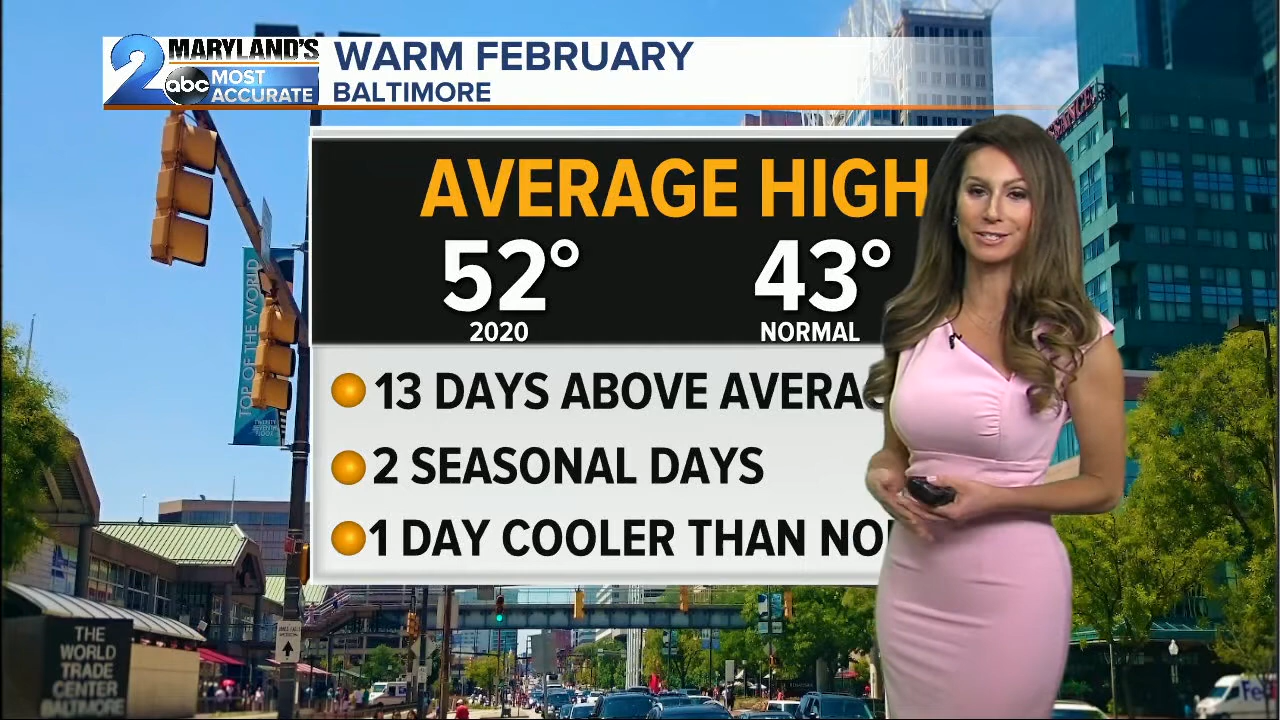 2 MARYLAND'S
abc MOST
ACCURATE
WARM FEBRUARY
BALTIMORE
AVERAGE HIGH
52° 43°
2020 NORMAL
13 DAYS ABOVE AVERA
2 SEASONAL DAYS
1 DAY COOLER THAN NO
TOP OF THE WORLD
THE
WORLD
TRADE
CENTER
BALTIMORE
Fed